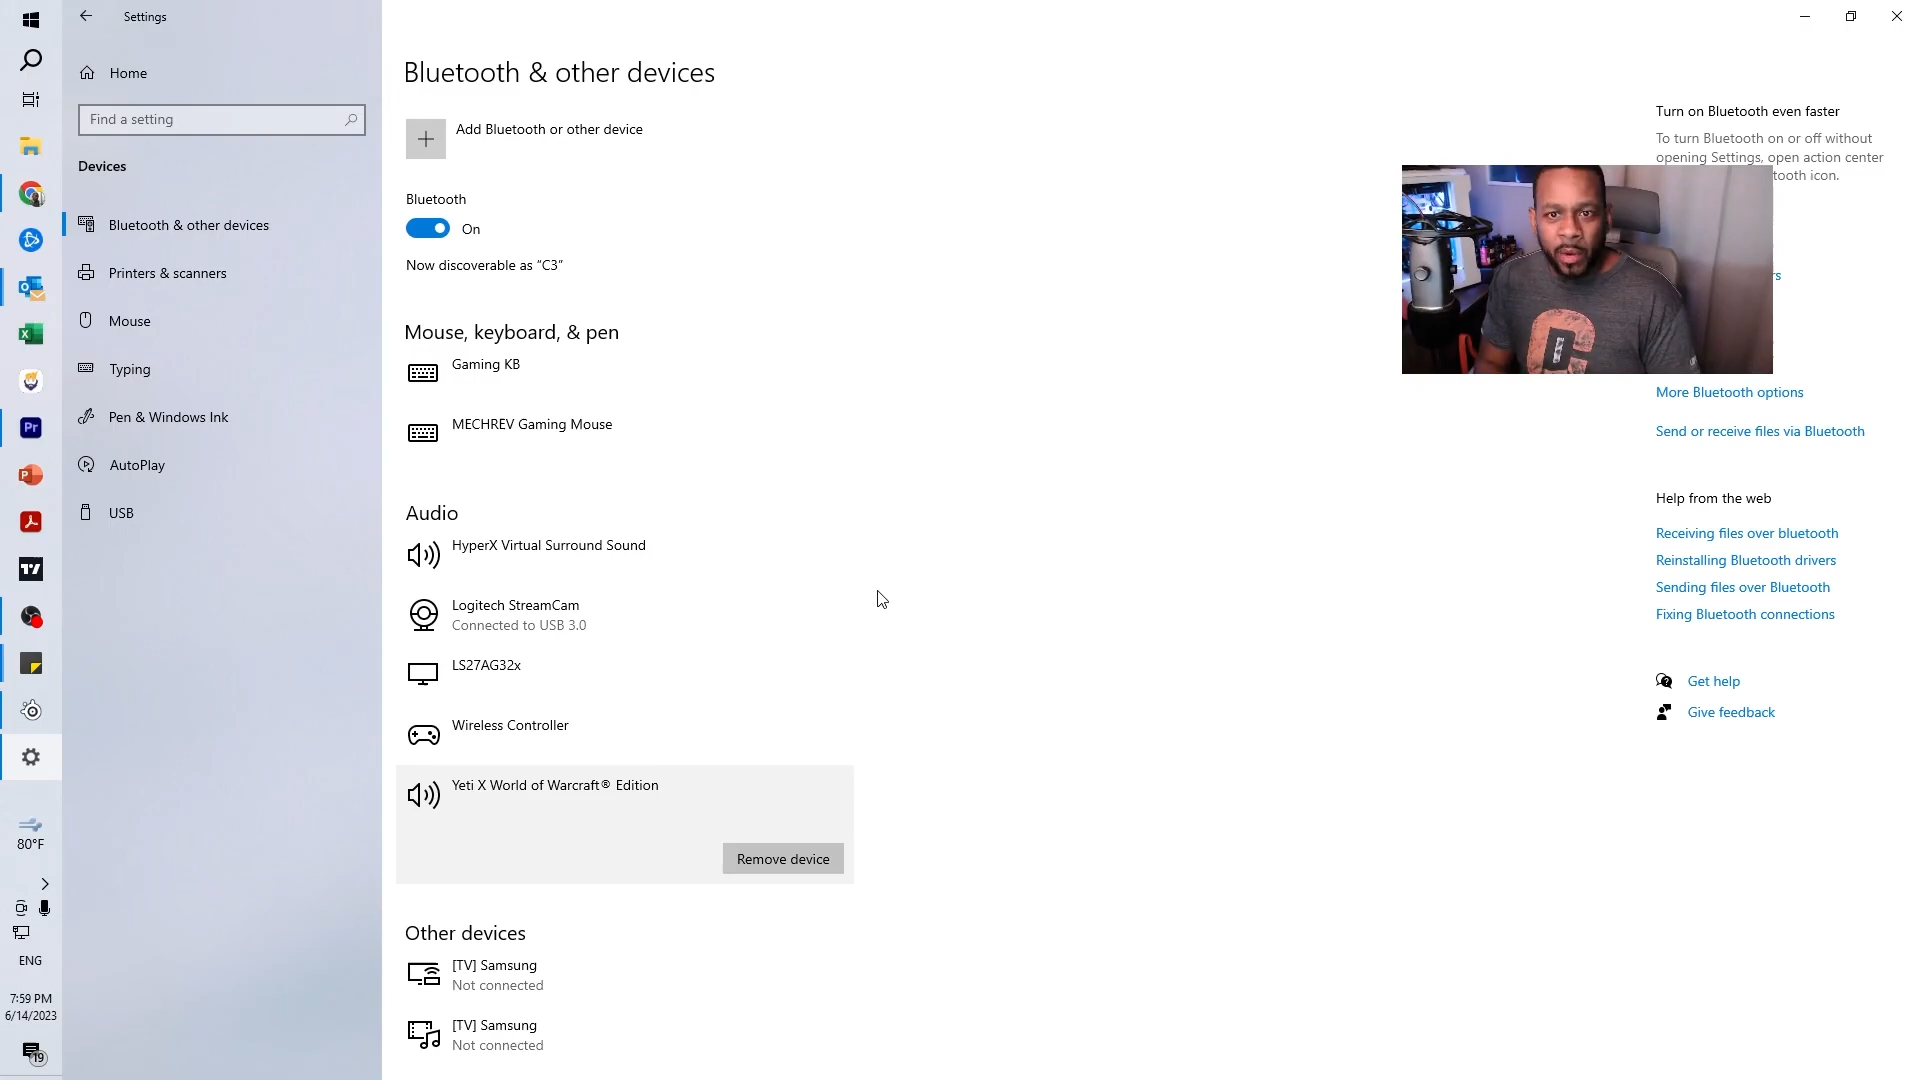 Settings
Home
Find a setting
Devices
Bluetooth & other devices
Printers & scanners
Mouse
Typing
Pen & Windows Ink
AutoPlay
USB
Pr
80°F
ENG
7:59 PM
6/14/2023
19
Bluetooth & other devices
Add Bluetooth or other device
Bluetooth
On
Now discoverable as “C3”
Mouse, keyboard, & pen
Gaming KB
MECHREV Gaming Mouse
Audio
HyperX Virtual Surround Sound
Logitech StreamCam
Connected to USB 3.0
LS27AG32x
Wireless Controller
Yeti X World of Warcraft® Edition
Remove device
Other devices
[TV] Samsung
Not connected
[TV] Samsung
Not connected
Turn on Bluetooth even faster
To turn Bluetooth on or off without
opening Settings, open action center
tooth icon.
rs
More Bluetooth options
Send or receive files via Bluetooth
Help from the web
Receiving files over bluetooth
Reinstalling Bluetooth drivers
Sending files over Bluetooth
Fixing Bluetooth connections
Get help
Give feedback